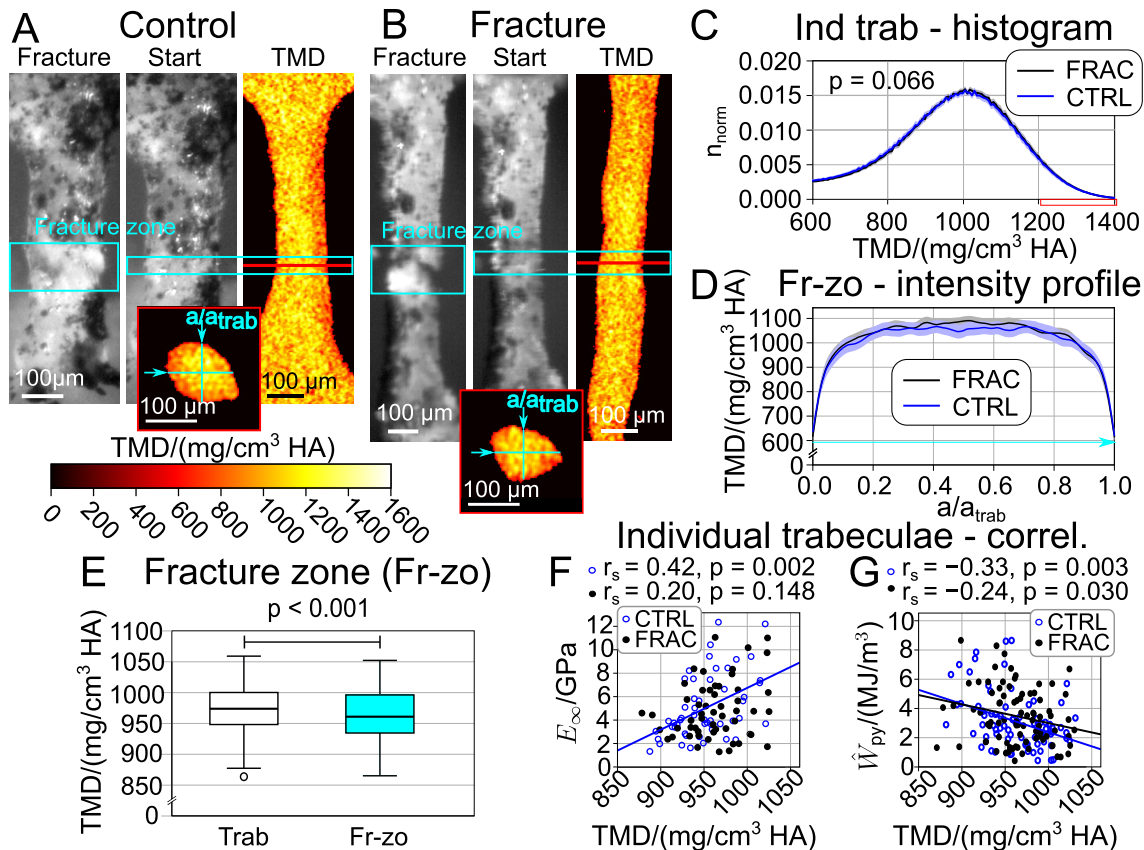 A Control
Fracture Start TMD
Fracture zone
a/atrab
100µm
100 µm
100 µm
B Fracture
Fracture Start TMD
Fracture zone
a/atrab
100 µm
100 µm
100 µm
TMD/(mg/cm³ HA)
0 200 400 600 800 1000 1200 1400 1600
C Ind trab - histogram
p = 0.066
FRAC
CTRL
nnorm
0.020
0.015
0.010
0.005
0.000
600 800 1000 1200 1400
TMD/(mg/cm³ HA)
D Fr-zo - intensity profile
TMD/(mg/cm³ HA)
1100
1000
900
800
700
600
0
FRAC
CTRL
0.0 0.2 0.4 0.6 0.8 1.0
a/atrab
E Fracture zone (Fr-zo)
p < 0.001
TMD/(mg/cm³ HA)
1100
1050
1000
950
900
850
0
Trab Fr-zo
Individual trabeculae - correl.
F
rs = 0.42, p = 0.002
rs = 0.20, p = 0.148
CTRL
FRAC
E∞/GPa
12
10
8
6
4
2
0
850 900 950 1000 1050
TMD/(mg/cm³ HA)
G
rs = −0.33, p = 0.003
rs = −0.24, p = 0.030
CTRL
FRAC
Ŵpy/(MJ/m³)
10
8
6
4
2
0
850 900 950 1000 1050
TMD/(mg/cm³ HA)